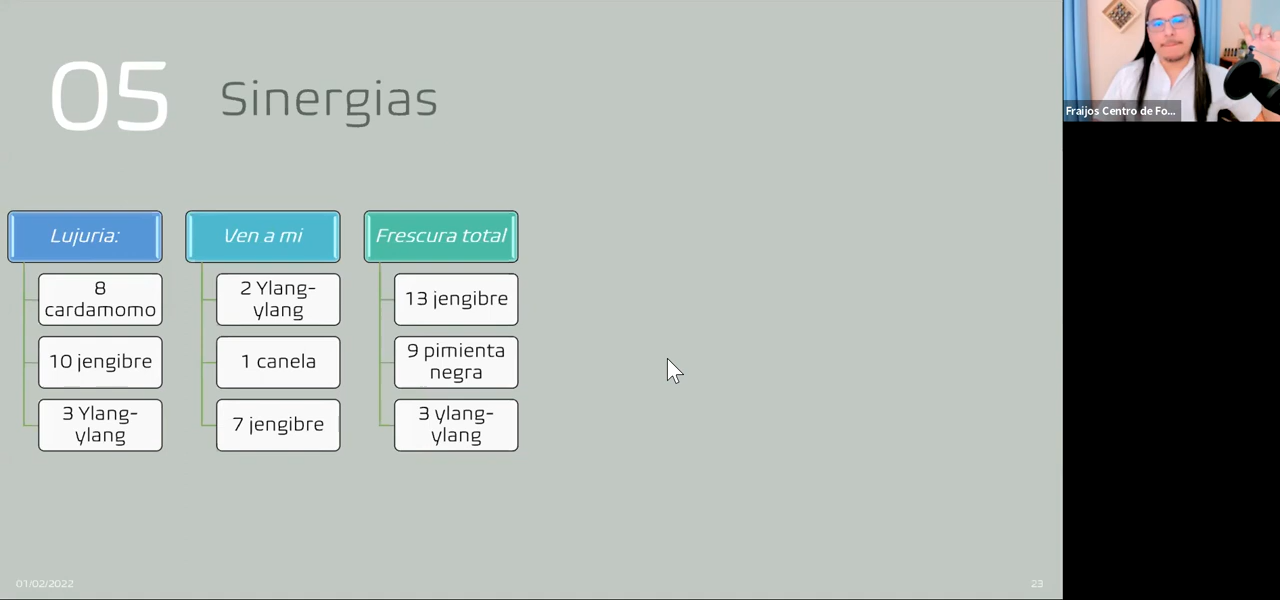 05 Sinergias
Lujuria:
8
cardamomo
10 jengibre
3 Ylang-
ylang
Ven a mi
2 Ylang-
ylang
1 canela
7 jengibre
Frescura total
13 jengibre
9 pimienta
negra
3 ylang-
ylang
01/02/2022
23
Fraijos Centro de Fo...